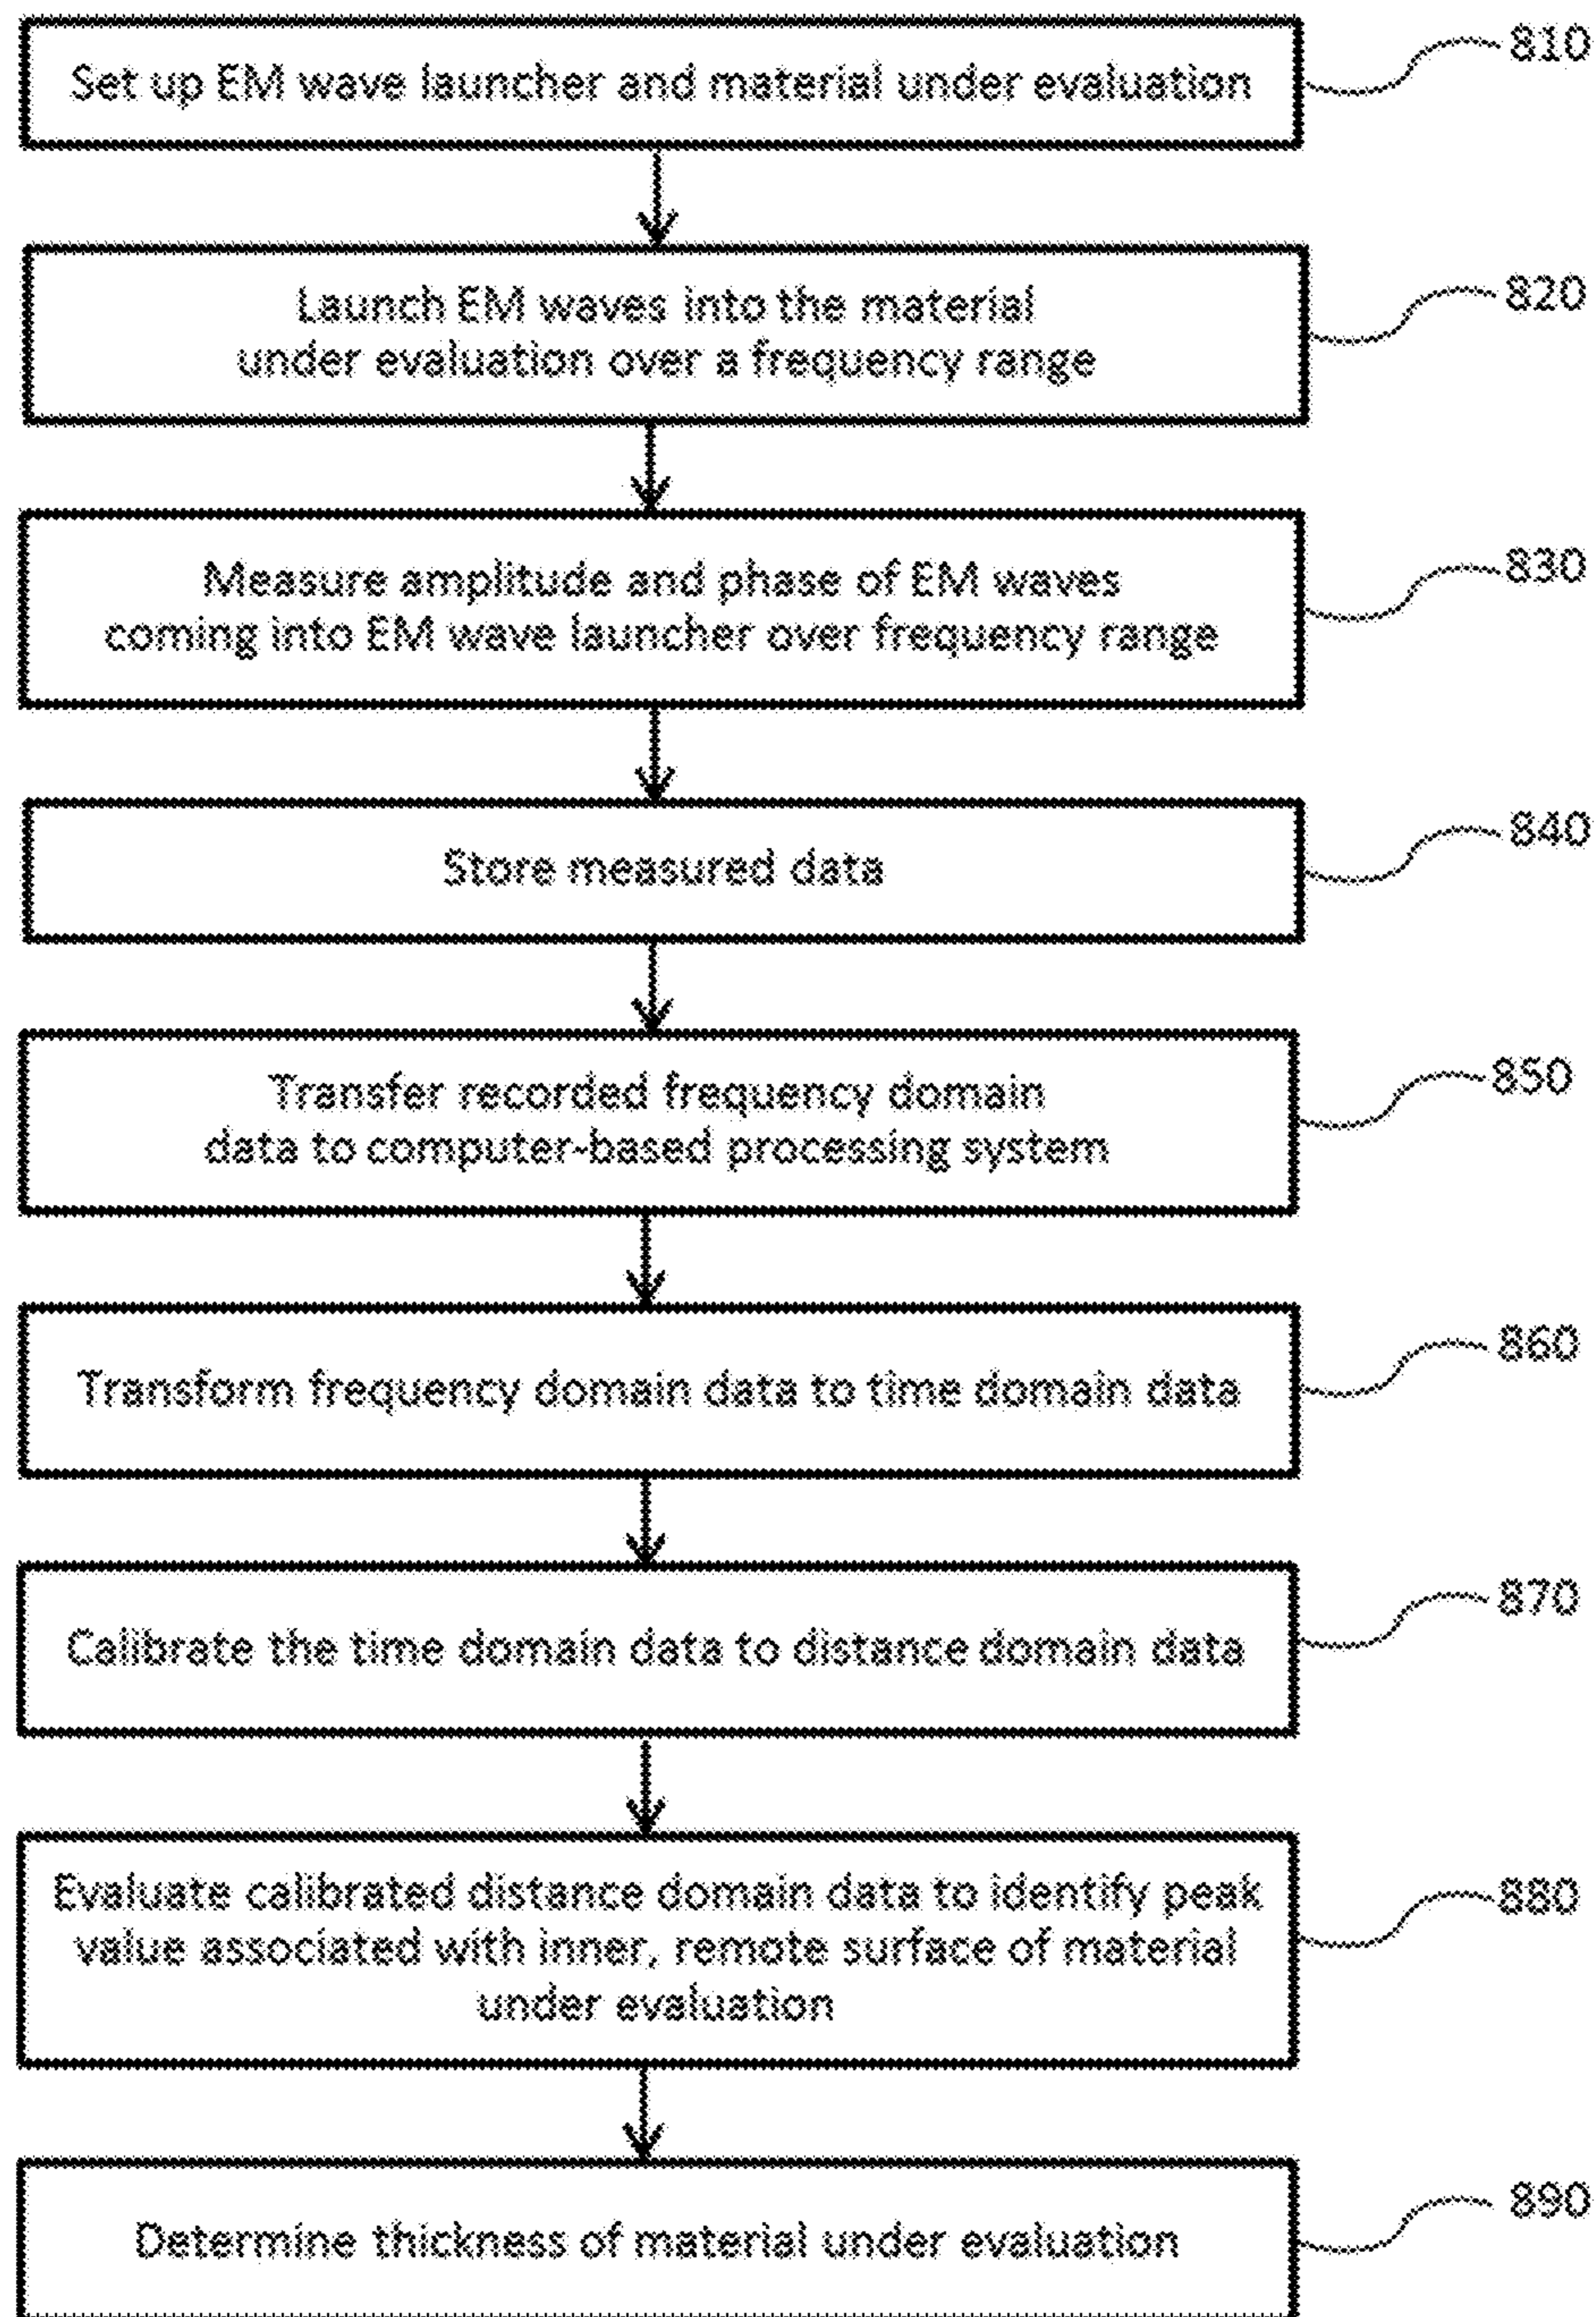 Set up EM wave launcher and material under evaluation
810
Launch EM waves into the material
under evaluation over a frequency range
820
Measure amplitude and phase of EM waves
coming into EM wave launcher over frequency range
830
Store measured data
840
Transfer recorded frequency domain
data to computer-based processing system
850
Transform frequency domain data to time domain data
860
Calibrate the time domain data to distance domain data
870
Evaluate calibrated distance domain data to identify peak
value associated with inner, remote surface of material
under evaluation
880
Determine thickness of material under evaluation
890